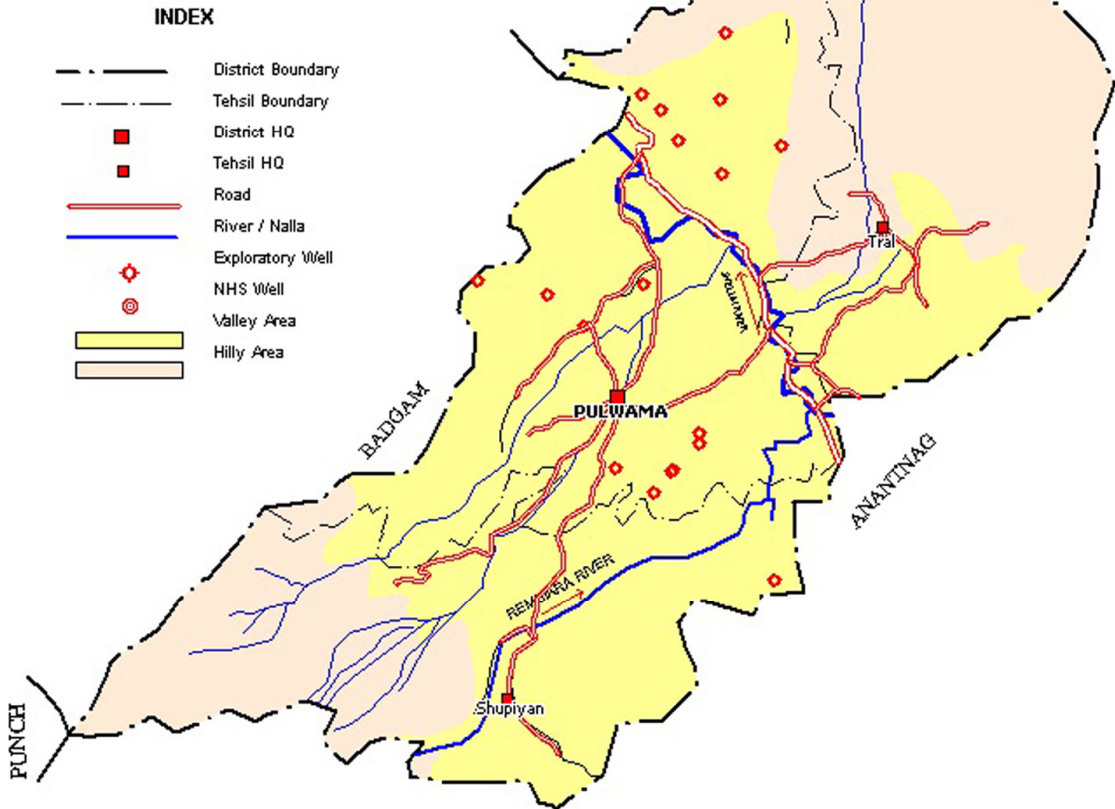 INDEX
District Boundary
Tehsil Boundary
District HQ
Tehsil HQ
Road
River / Nalla
Exploratory Well
NHS Well
Valley Area
Hilly Area
Tral
PULWAMA
BADGAM
ANANTNAG
REMBIARA RIVER
Shupiyan
PUNCH